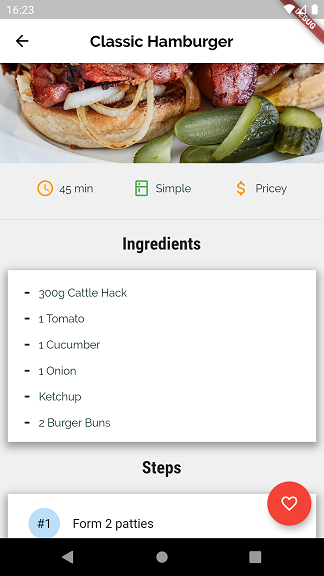 16:23
DEBUG
Classic Hamburger
45 min
Simple
Pricey
Ingredients
- 300g Cattle Hack
- 1 Tomato
- 1 Cucumber
- 1 Onion
- Ketchup
- 2 Burger Buns
Steps
#1 Form 2 patties